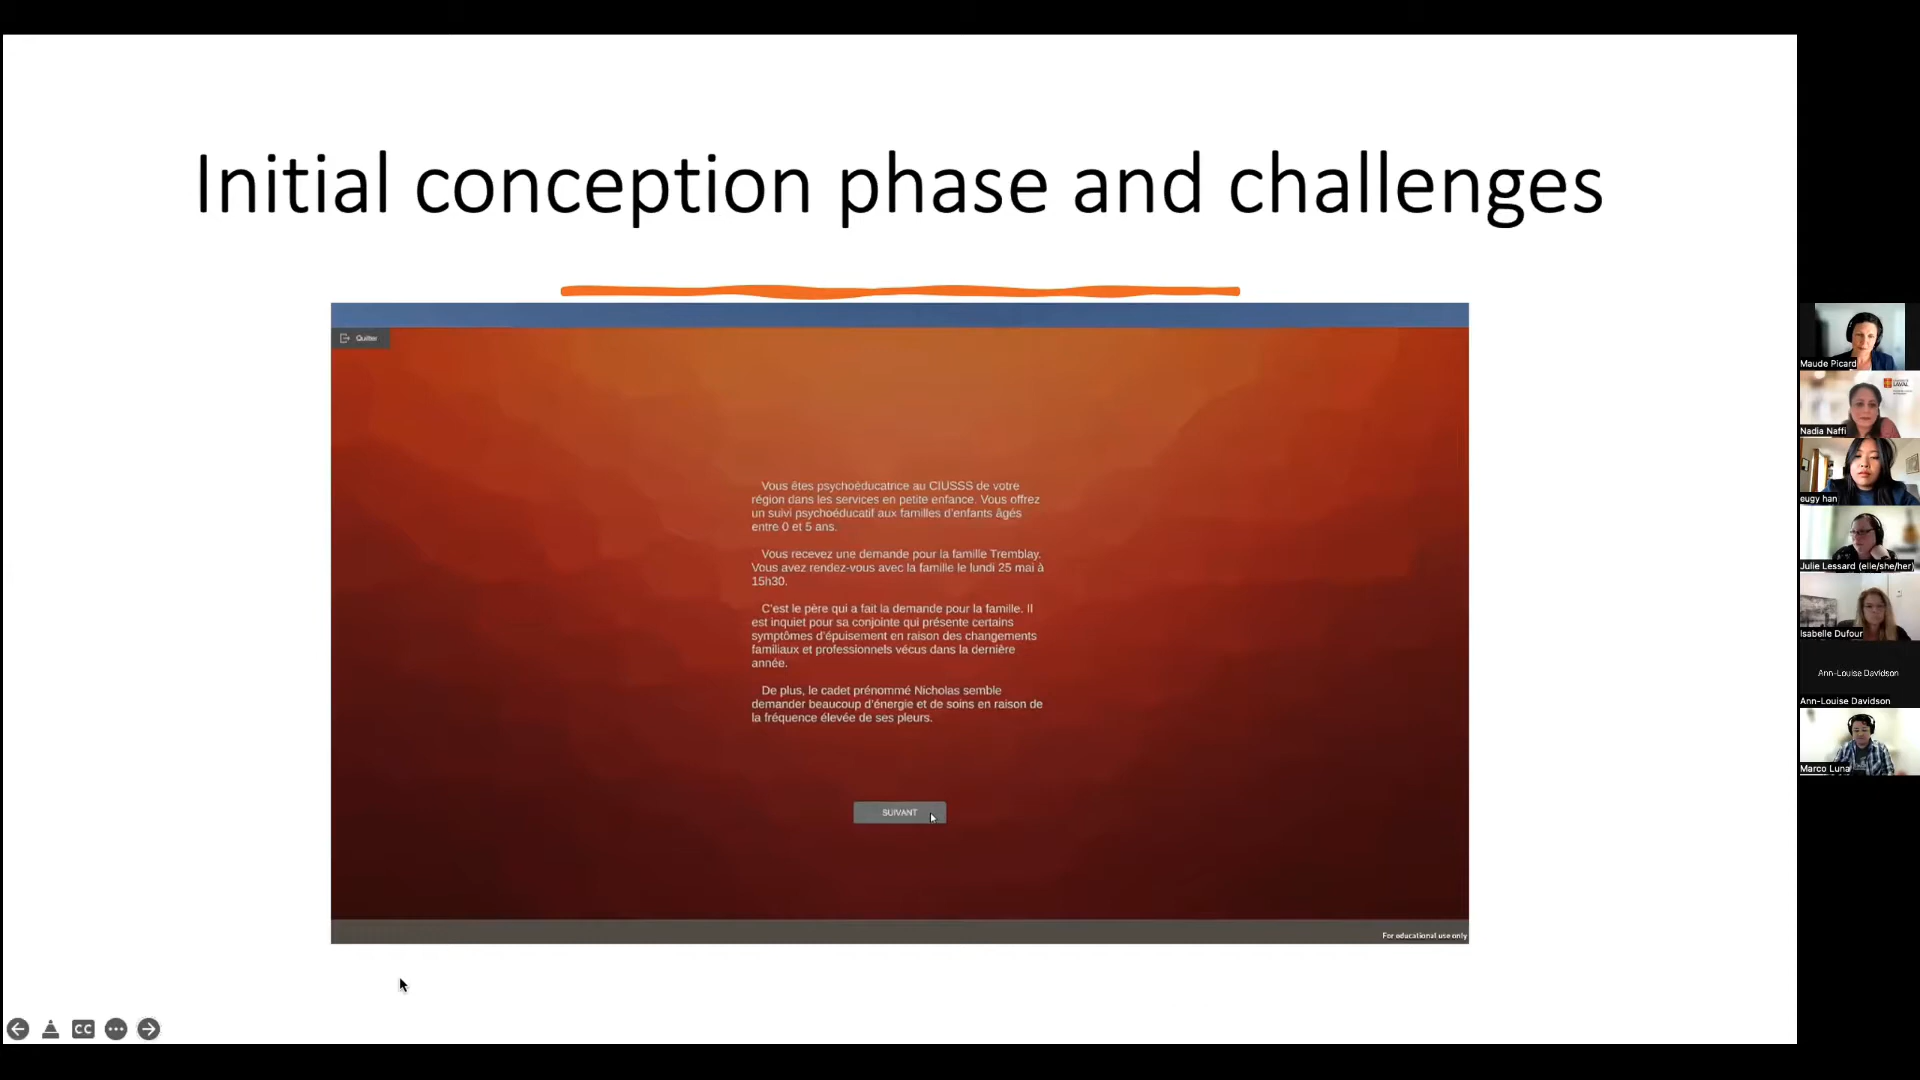 Initial conception phase and challenges
Quitter
Vous êtes psychoéducatrice au CIUSSS de votre
région dans les services en petite enfance. Vous offrez
un suivi psychoéducatif aux familles d'enfants âgés
entre 0 et 5 ans.
Vous recevez une demande pour la famille Tremblay.
Vous avez rendez-vous avec la famille le lundi 25 mai à
15h30.
C'est le père qui a fait la demande pour la famille. Il
est inquiet pour sa conjointe qui présente certains
symptômes d'épuisement en raison des changements
familiaux et professionnels vécus dans la dernière
année.
De plus, le cadet prénommé Nicholas semble
demander beaucoup d'énergie et de soins en raison de
la fréquence élevée de ses pleurs.
SUIVANT
For educational use only
CC
Maude Picard
LAVAL
Nadia Naffi
eugy han
Julie Lessard (elle/she/her)
Isabelle Dufour
Ann-Louise Davidson
Ann-Louise Davidson
Marco Luna